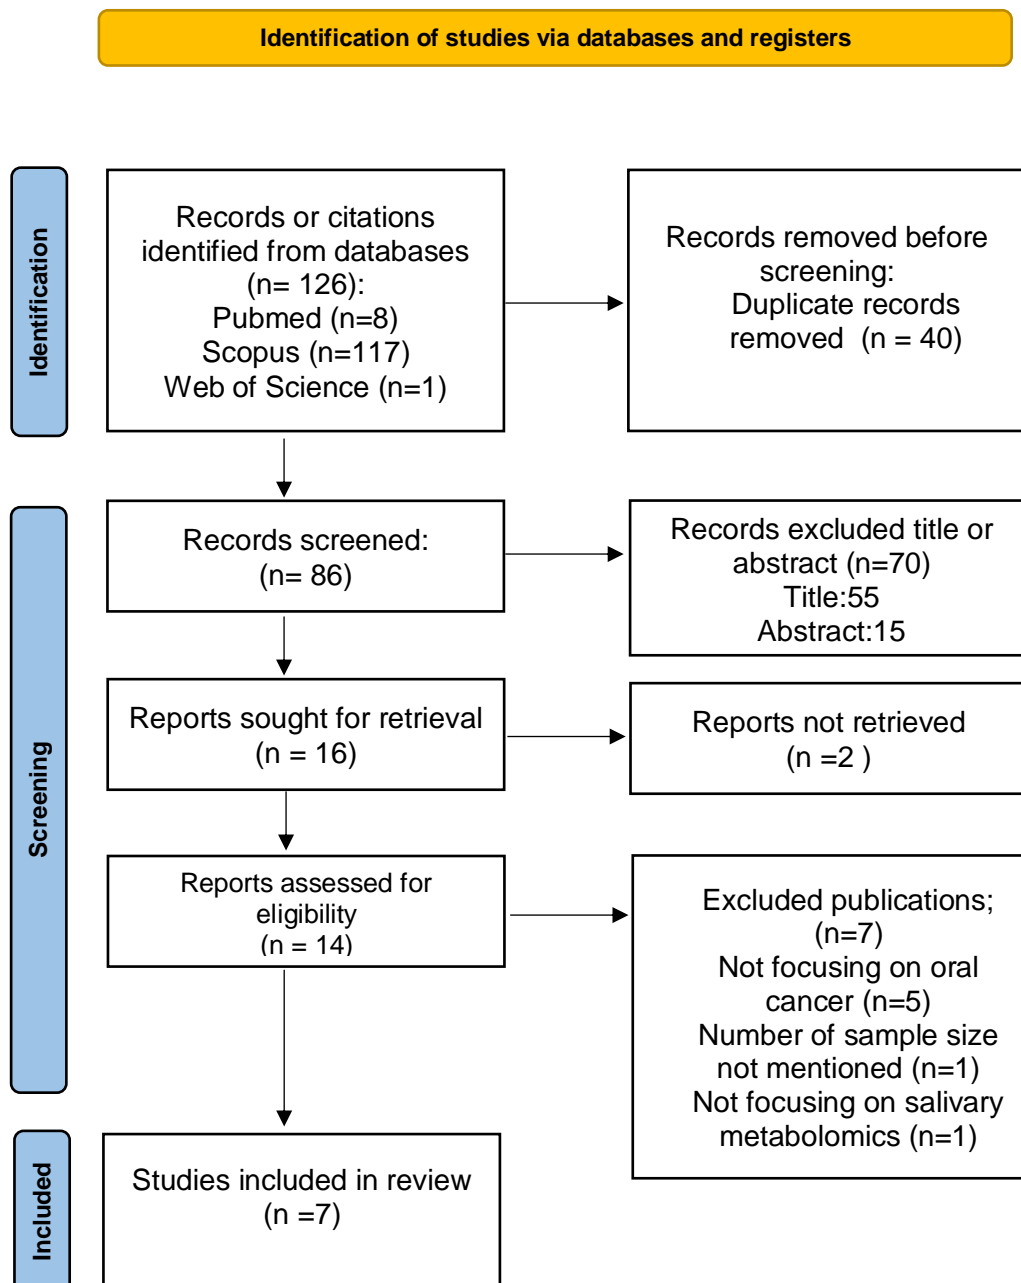 Identification of studies via databases and registers
Identification
Records or citations
identified from databases
(n= 126):
Pubmed (n=8)
Scopus (n=117)
Web of Science (n=1)
Records removed before
screening:
Duplicate records
removed  (n = 40)
Screening
Records screened:
(n= 86)
Records excluded title or
abstract (n=70)
Title:55
Abstract:15
Reports sought for retrieval
(n = 16)
Reports not retrieved
(n =2 )
Reports assessed for
eligibility
(n = 14)
Excluded publications;
(n=7)
Not focusing on oral
cancer (n=5)
Number of sample size
not mentioned (n=1)
Not focusing on salivary
metabolomics (n=1)
Included
Studies included in review
(n =7)